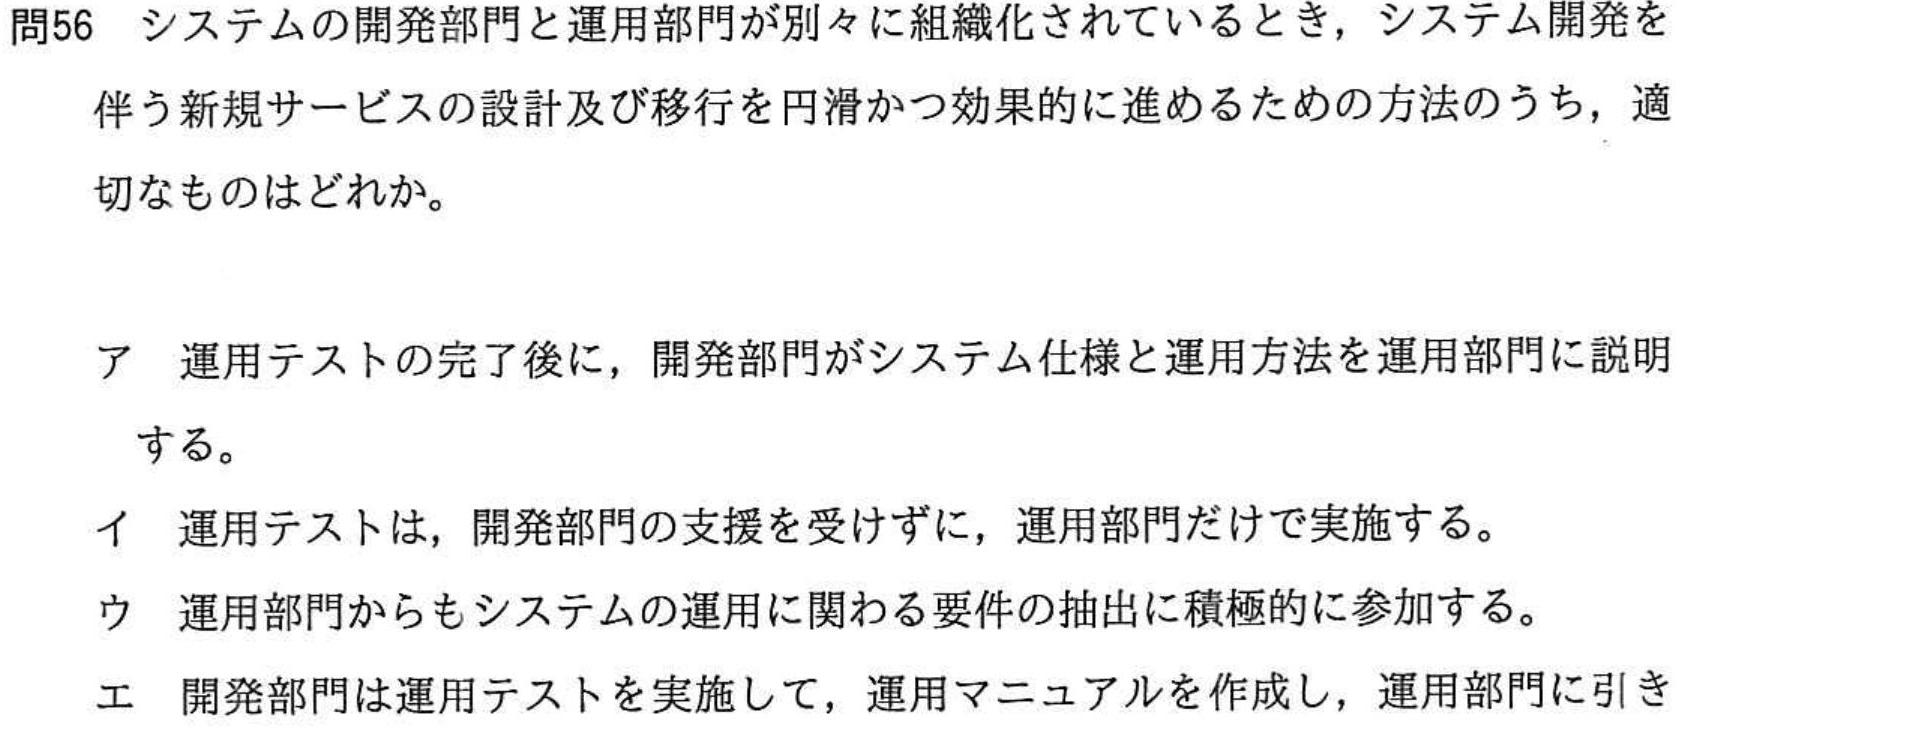 問56　システムの開発部門と運用部門が別々に組織化されているとき，システム開発を
伴う新規サービスの設計及び移行を円滑かつ効果的に進めるための方法のうち，適
切なものはどれか。
ア　運用テストの完了後に，開発部門がシステム仕様と運用方法を運用部門に説明
する。
イ　運用テストは，開発部門の支援を受けずに，運用部門だけで実施する。
ウ　運用部門からもシステムの運用に関わる要件の抽出に積極的に参加する。
エ　開発部門は運用テストを実施して，運用マニュアルを作成し，運用部門に引き